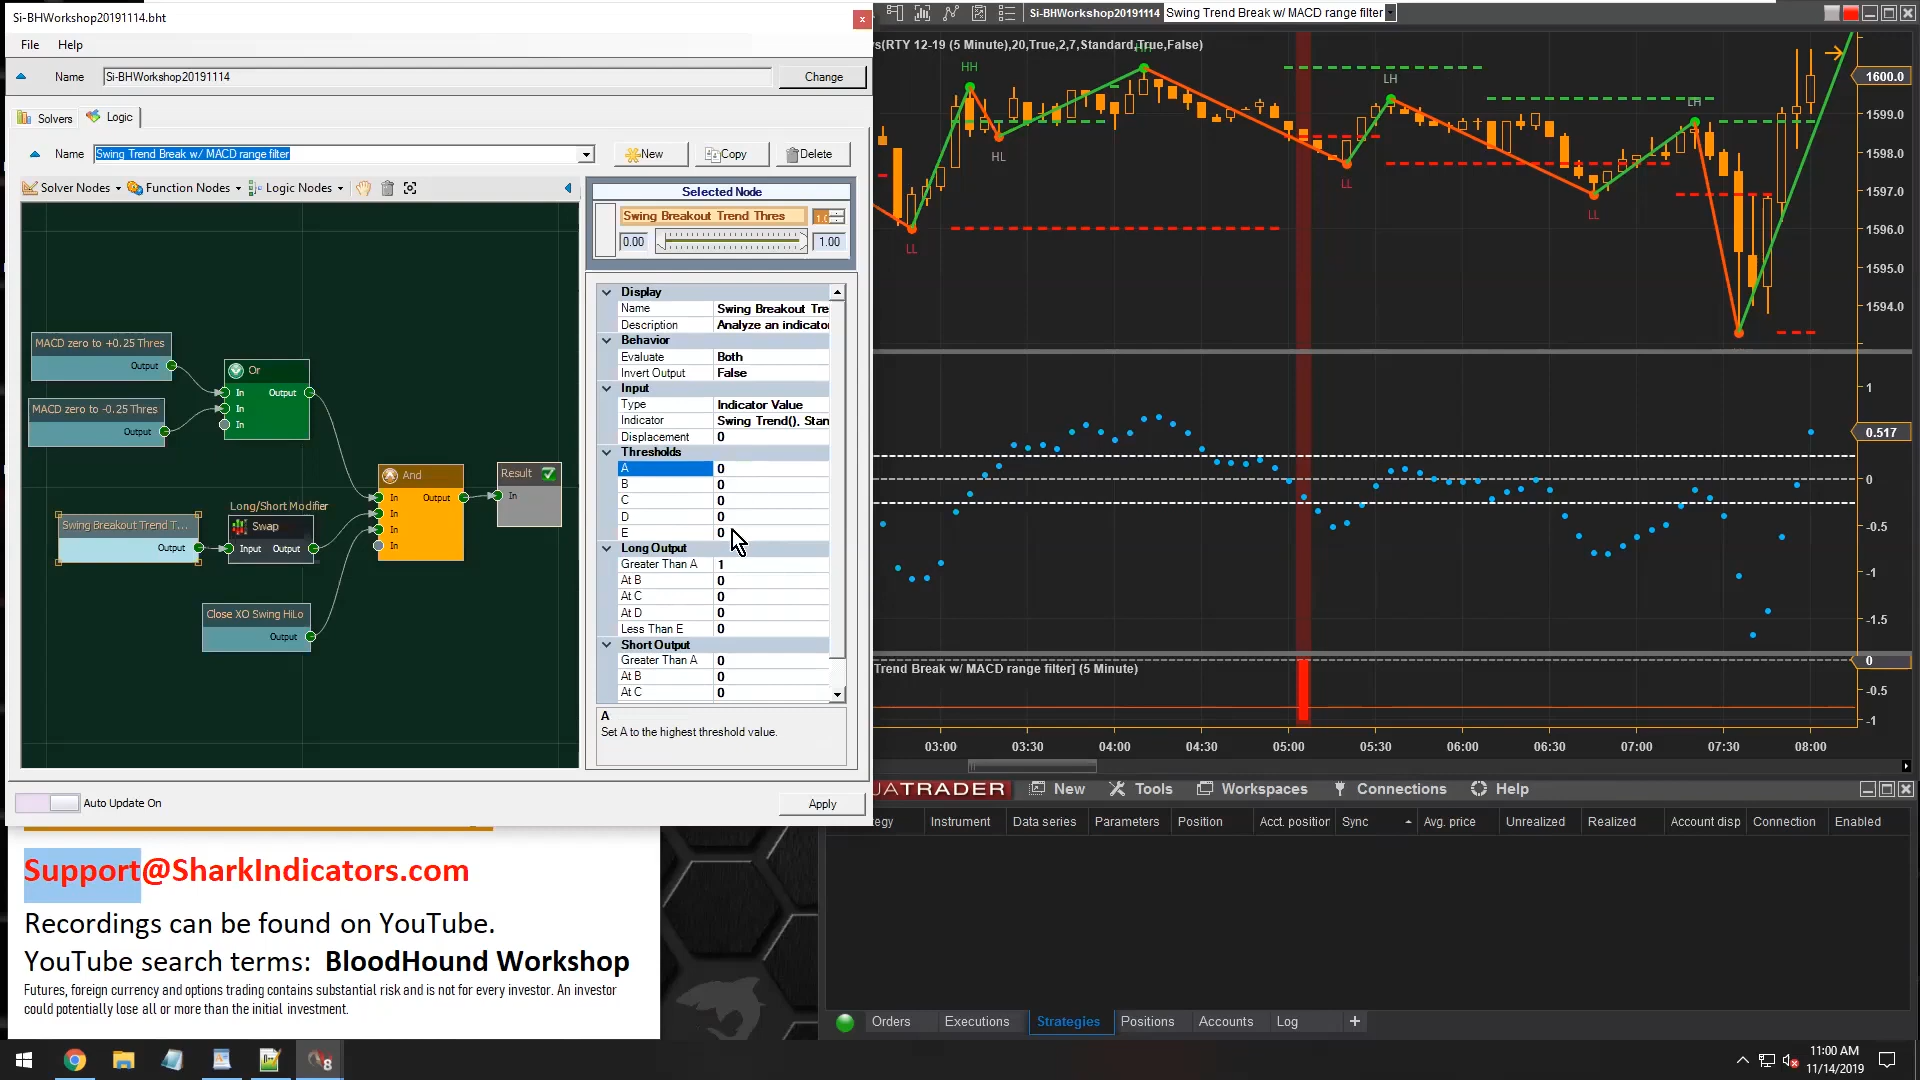 Si-BHWorkshop20191114.bht
x
File Help
Name Si-BHWorkshop20191114 Change
Solvers Logic
Name Swing Trend Break w/ MACD range filter New Copy Delete
Solver Nodes Function Nodes Logic Nodes
MACD zero to +0.25 Thres
Output
MACD zero to -0.25 Thres
Output
Or
In Output
In
In
Swing Breakout Trend T...
Output
Long/Short Modifier
Swap
Input Output
And
In Output
In
In
In
Result
In
Close XO Swing HiLo
Output
Selected Node
Swing Breakout Trend Thres
0.00 1.00
Display
Name Swing Breakout Tre
Description Analyze an indicato
Behavior
Evaluate Both
Invert Output False
Input
Type Indicator Value
Indicator Swing Trend(), Stan
Displacement 0
Thresholds
A 0
B 0
C 0
D 0
E 0
Long Output
Greater Than A 1
At B 0
At C 0
At D 0
Less Than E 0
Short Output
Greater Than A 0
At B 0
At C 0
A
Set A to the highest threshold value.
Auto Update On Apply
Si-BHWorkshop20191114 Swing Trend Break w/ MACD range filter
s(RTY 12-19 (5 Minute),20,True,2,7,Standard,True,False)
HH
LH
LH
HL
LL
LL
LL
1600.0
1599.0
1598.0
1597.0
1596.0
1595.0
1594.0
1
0.517
0
-0.5
-1
-1.5
Trend Break w/ MACD range filter] (5 Minute)
0
-0.5
-1
03:00 03:30 04:00 04:30 05:00 05:30 06:00 06:30 07:00 07:30 08:00
JATRADER New Tools Workspaces Connections Help
egy Instrument Data series Parameters Position Acct. position Sync Avg. price Unrealized Realized Account disp Connection Enabled
Orders Executions Strategies Positions Accounts Log +
Support@SharkIndicators.com
Recordings can be found on YouTube.
YouTube search terms: BloodHound Workshop
Futures, foreign currency and options trading contains substantial risk and is not for every investor. An investor
could potentially lose all or more than the initial investment.
8
11:00 AM
11/14/2019